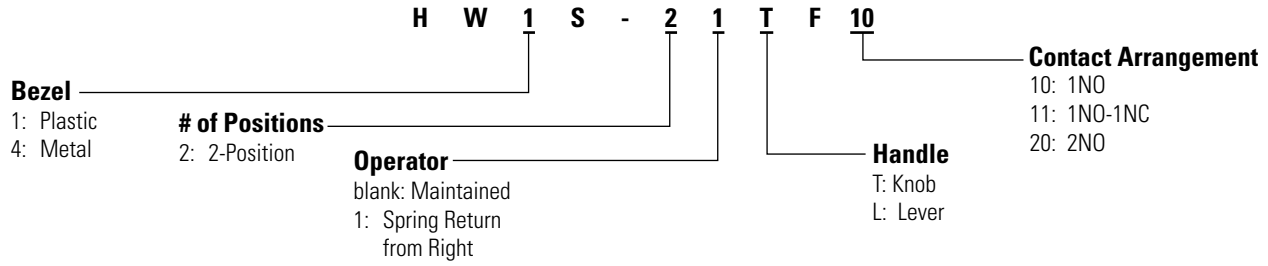 H W 1 S - 2 1 T F 10
Contact Arrangement
10: 1NO
11: 1NO-1NC
20: 2NO
Bezel
1: Plastic
4: Metal
# of Positions
2: 2-Position
Operator
blank: Maintained
1: Spring Return
from Right
Handle
T: Knob
L: Lever